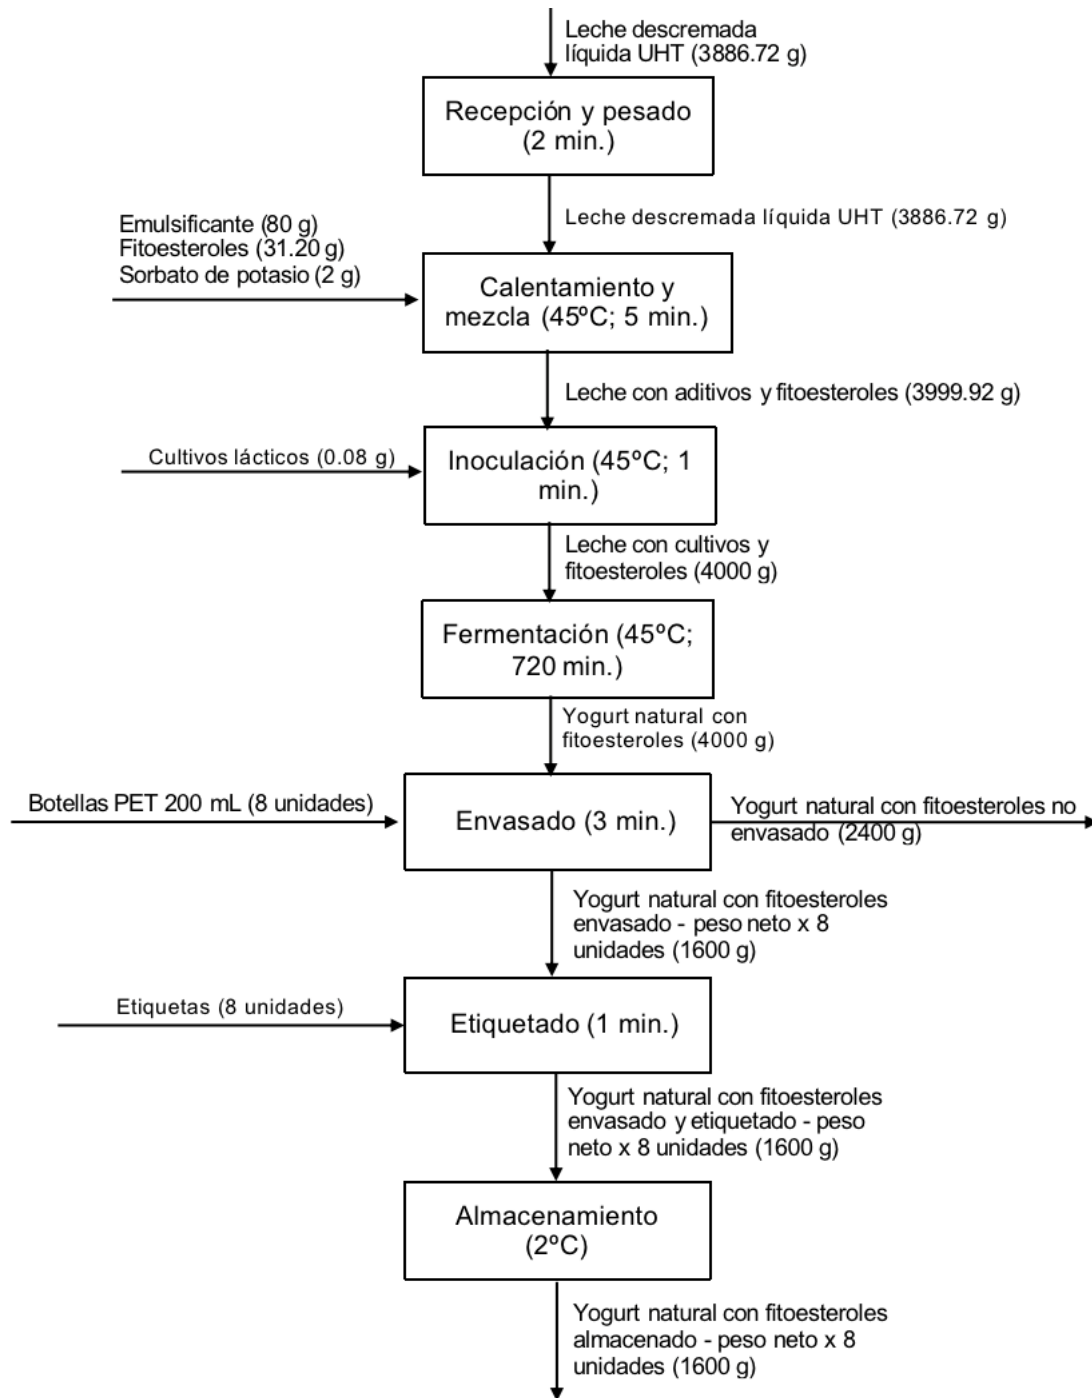 Leche descremada
líquida UHT (3886.72 g)
Recepción y pesado
(2 min.)
Leche descremada líquida UHT (3886.72 g)
Emulsificante (80 g)
Fitoesteroles (31.20 g)
Sorbato de potasio (2 g)
Calentamiento y
mezcla (45ºC; 5 min.)
Leche con aditivos y fitoesteroles (3999.92 g)
Cultivos lácticos (0.08 g)
Inoculación (45ºC; 1
min.)
Leche con cultivos y
fitoesteroles (4000 g)
Fermentación (45ºC;
720 min.)
Yogurt natural con
fitoesteroles (4000 g)
Botellas PET 200 mL (8 unidades)
Envasado (3 min.)
Yogurt natural con fitoesteroles no
envasado (2400 g)
Yogurt natural con fitoesteroles
envasado - peso neto x 8
unidades (1600 g)
Etiquetas (8 unidades)
Etiquetado (1 min.)
Yogurt natural con fitoesteroles
envasado y etiquetado - peso
neto x 8 unidades (1600 g)
Almacenamiento
(2ºC)
Yogurt natural con fitoesteroles
almacenado - peso neto x 8
unidades (1600 g)